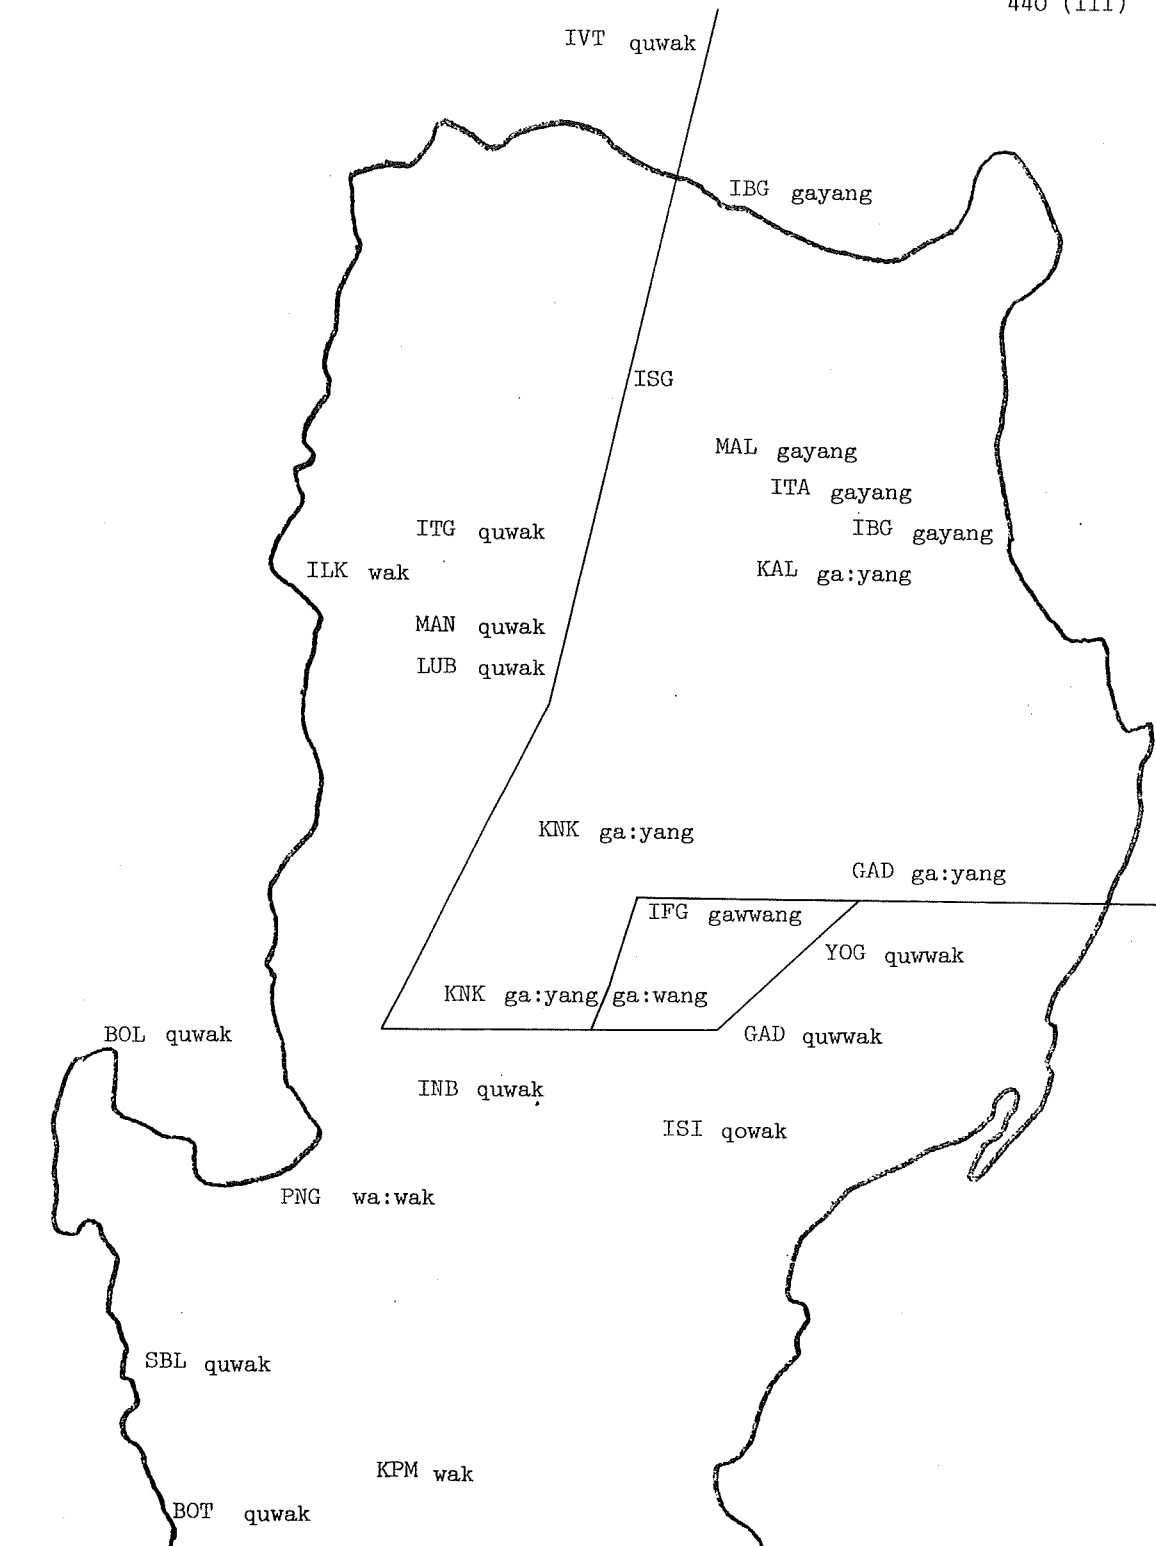 440 (III)
IVT quwak
IBG gayang
ISG
MAL gayang
ITA gayang
ITG quwak
IBG gayang
ILK wak
KAL ga:yang
MAN quwak
LUB quwak
KNK ga:yang
GAD ga:yang
IFG gawwang
YOG quwwak
KNK ga:yang/ga:wang
BOL quwak
GAD quwwak
INB quwak
ISI qowak
PNG wa:wak
SBL quwak
KPM wak
BOT quwak